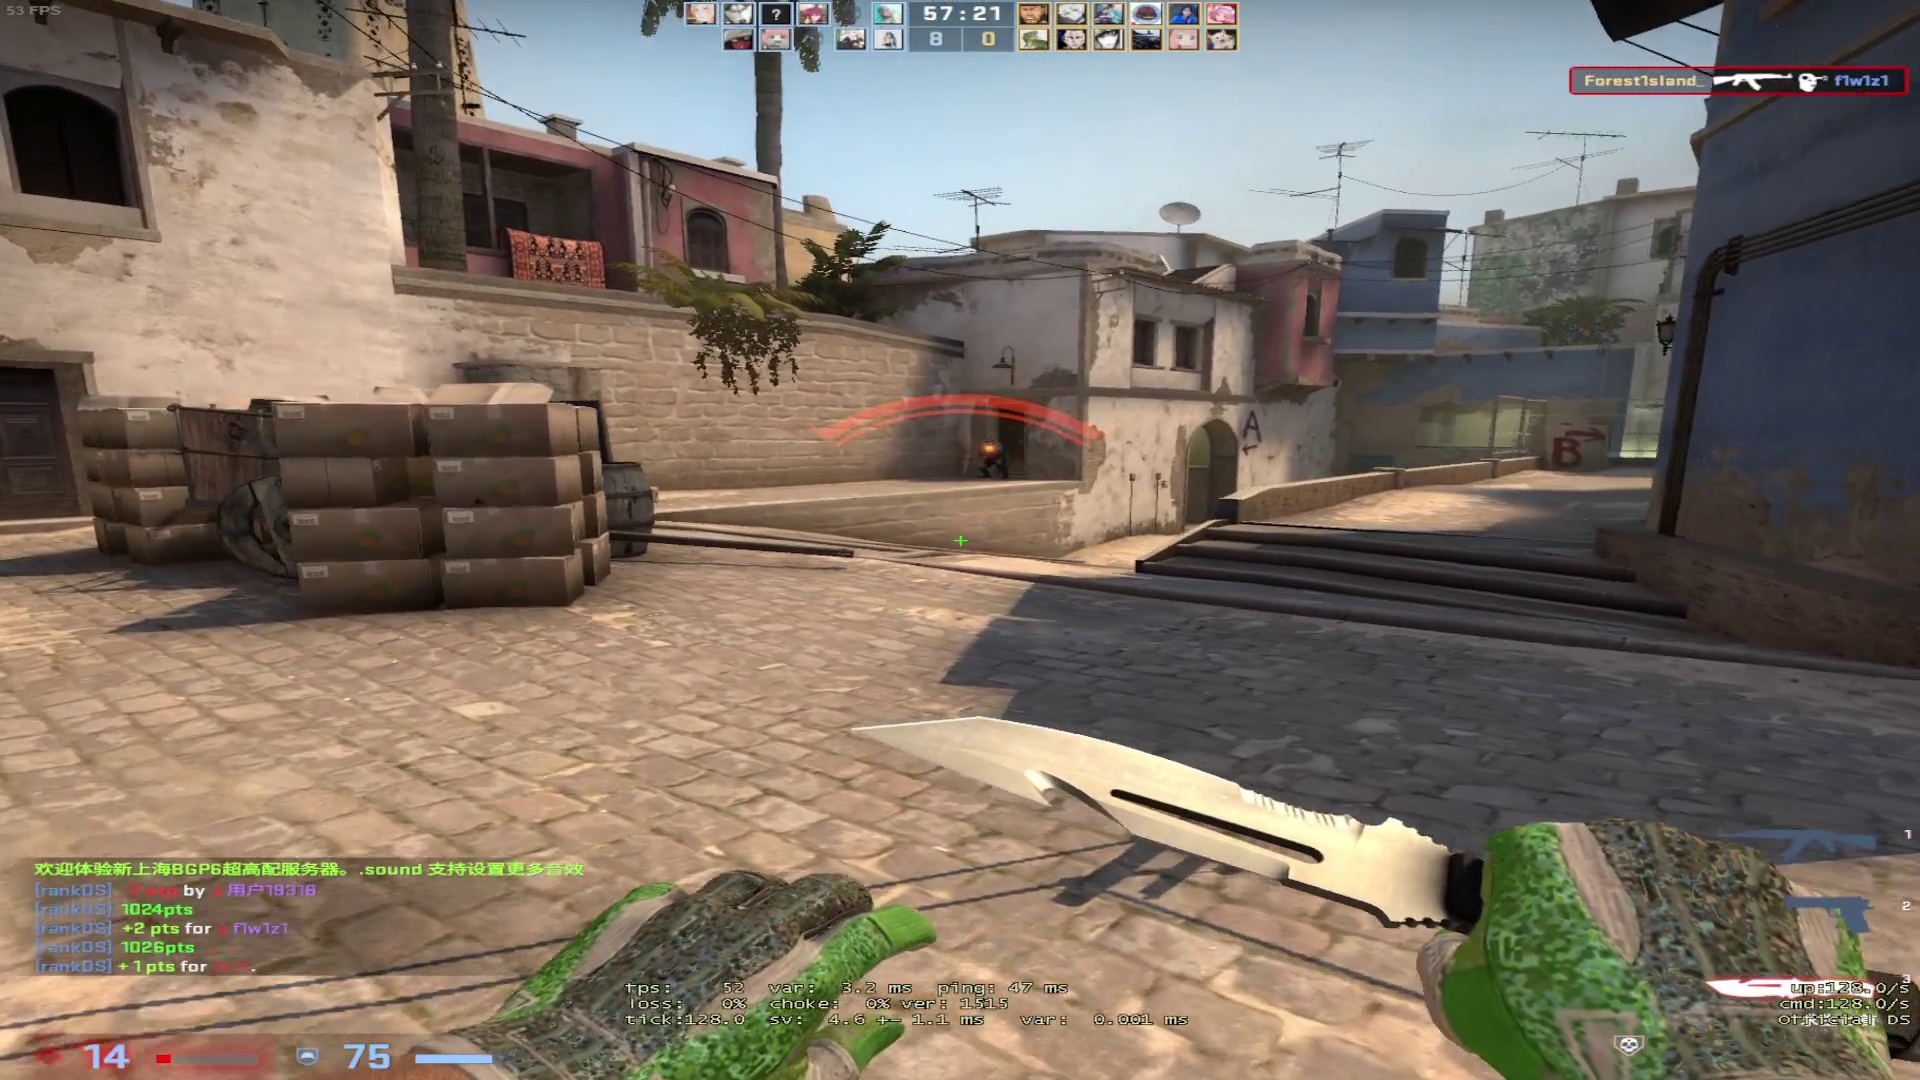 53 FPS
57:21
?
8 0
Forest1sland_ f1w1z1
A
B
欢迎体验新上海BGP6超高配服务器。.sound 支持设置更多音效
[rankDS] by 用户19318
[rankDS] 1024pts
[rankDS] +2 pts for f1w1z1
[rankDS] 1026pts
[rankDS] +1 pts for
fps: 52 var: 3.2 ms ping: 47 ms
loss: 0% choke: 0% ver: 1515
tick:128.0 sv: 4.6 +- 1.1 ms var: 0.001 ms
1
2
3
up:128.0/s
cmd:128.0/s
DS
14 75